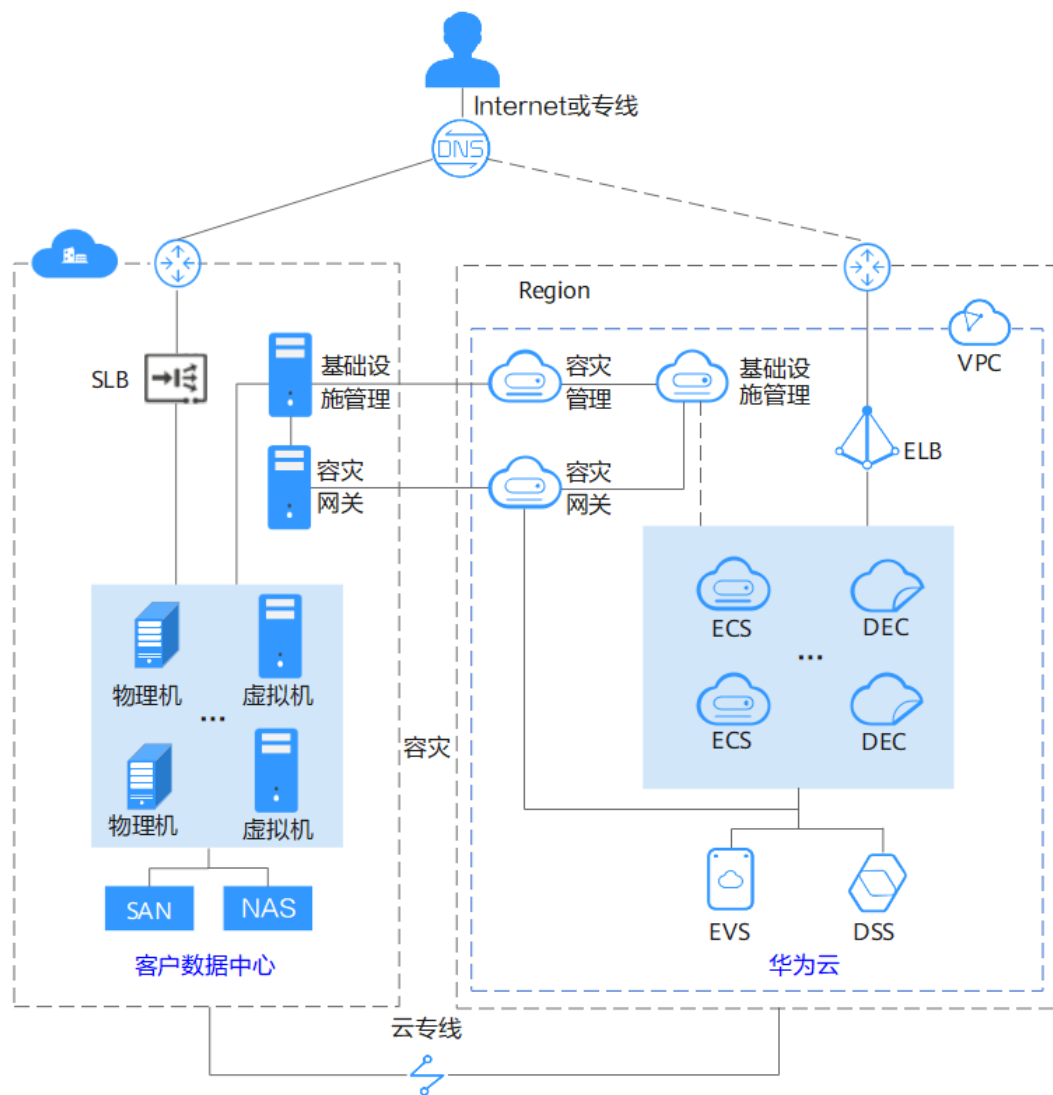 Internet或专线
DNS
Region
VPC
SLB
基础设
施管理
容灾
管理
基础设
施管理
ELB
容灾
网关
容灾
网关
ECS
DEC
...
ECS
DEC
物理机
虚拟机
...
物理机
虚拟机
容灾
SAN
NAS
EVS
DSS
客户数据中心
华为云
云专线